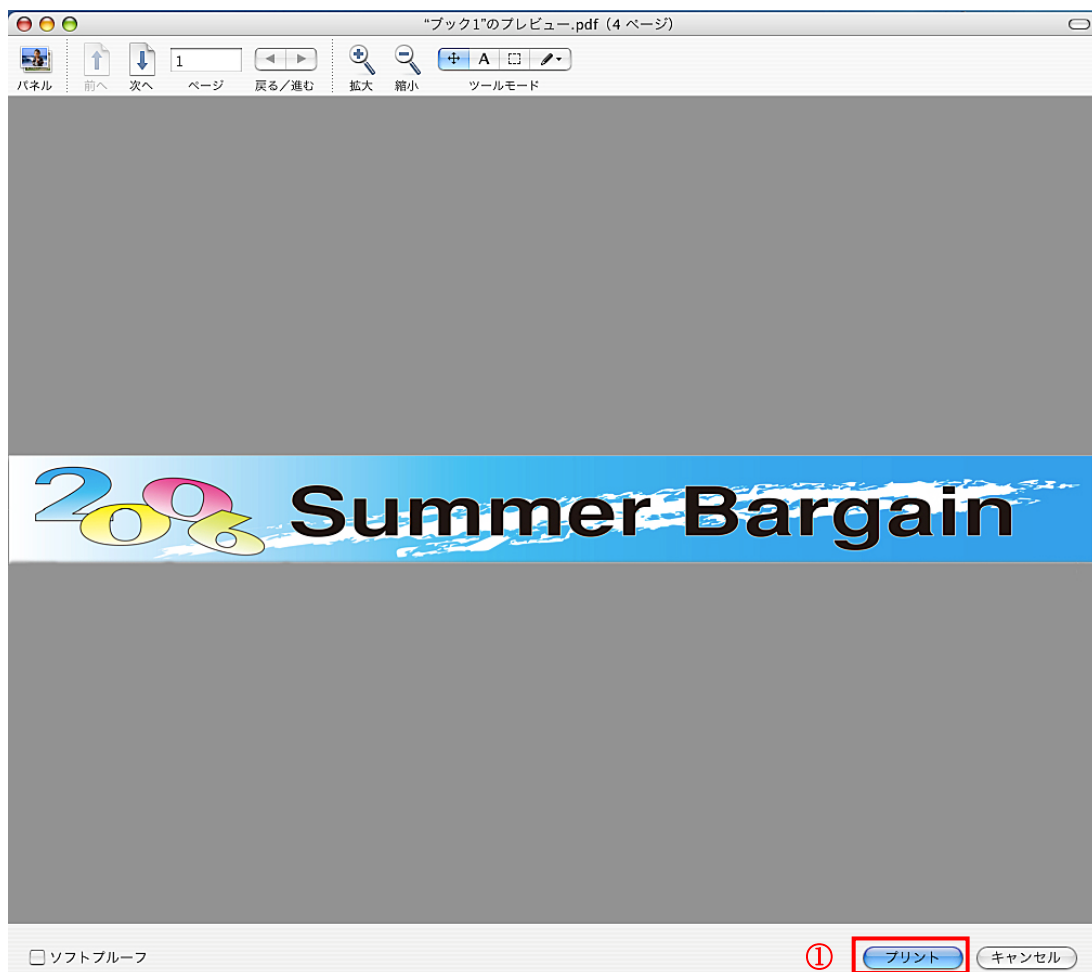 “ブック1”のプレビュー.pdf（4 ページ）
1
A
パネル 前へ 次へ ページ 戻る／進む 拡大 縮小 ツールモード
2006 Summer Bargain
ソフトプルーフ ① プリント キャンセル